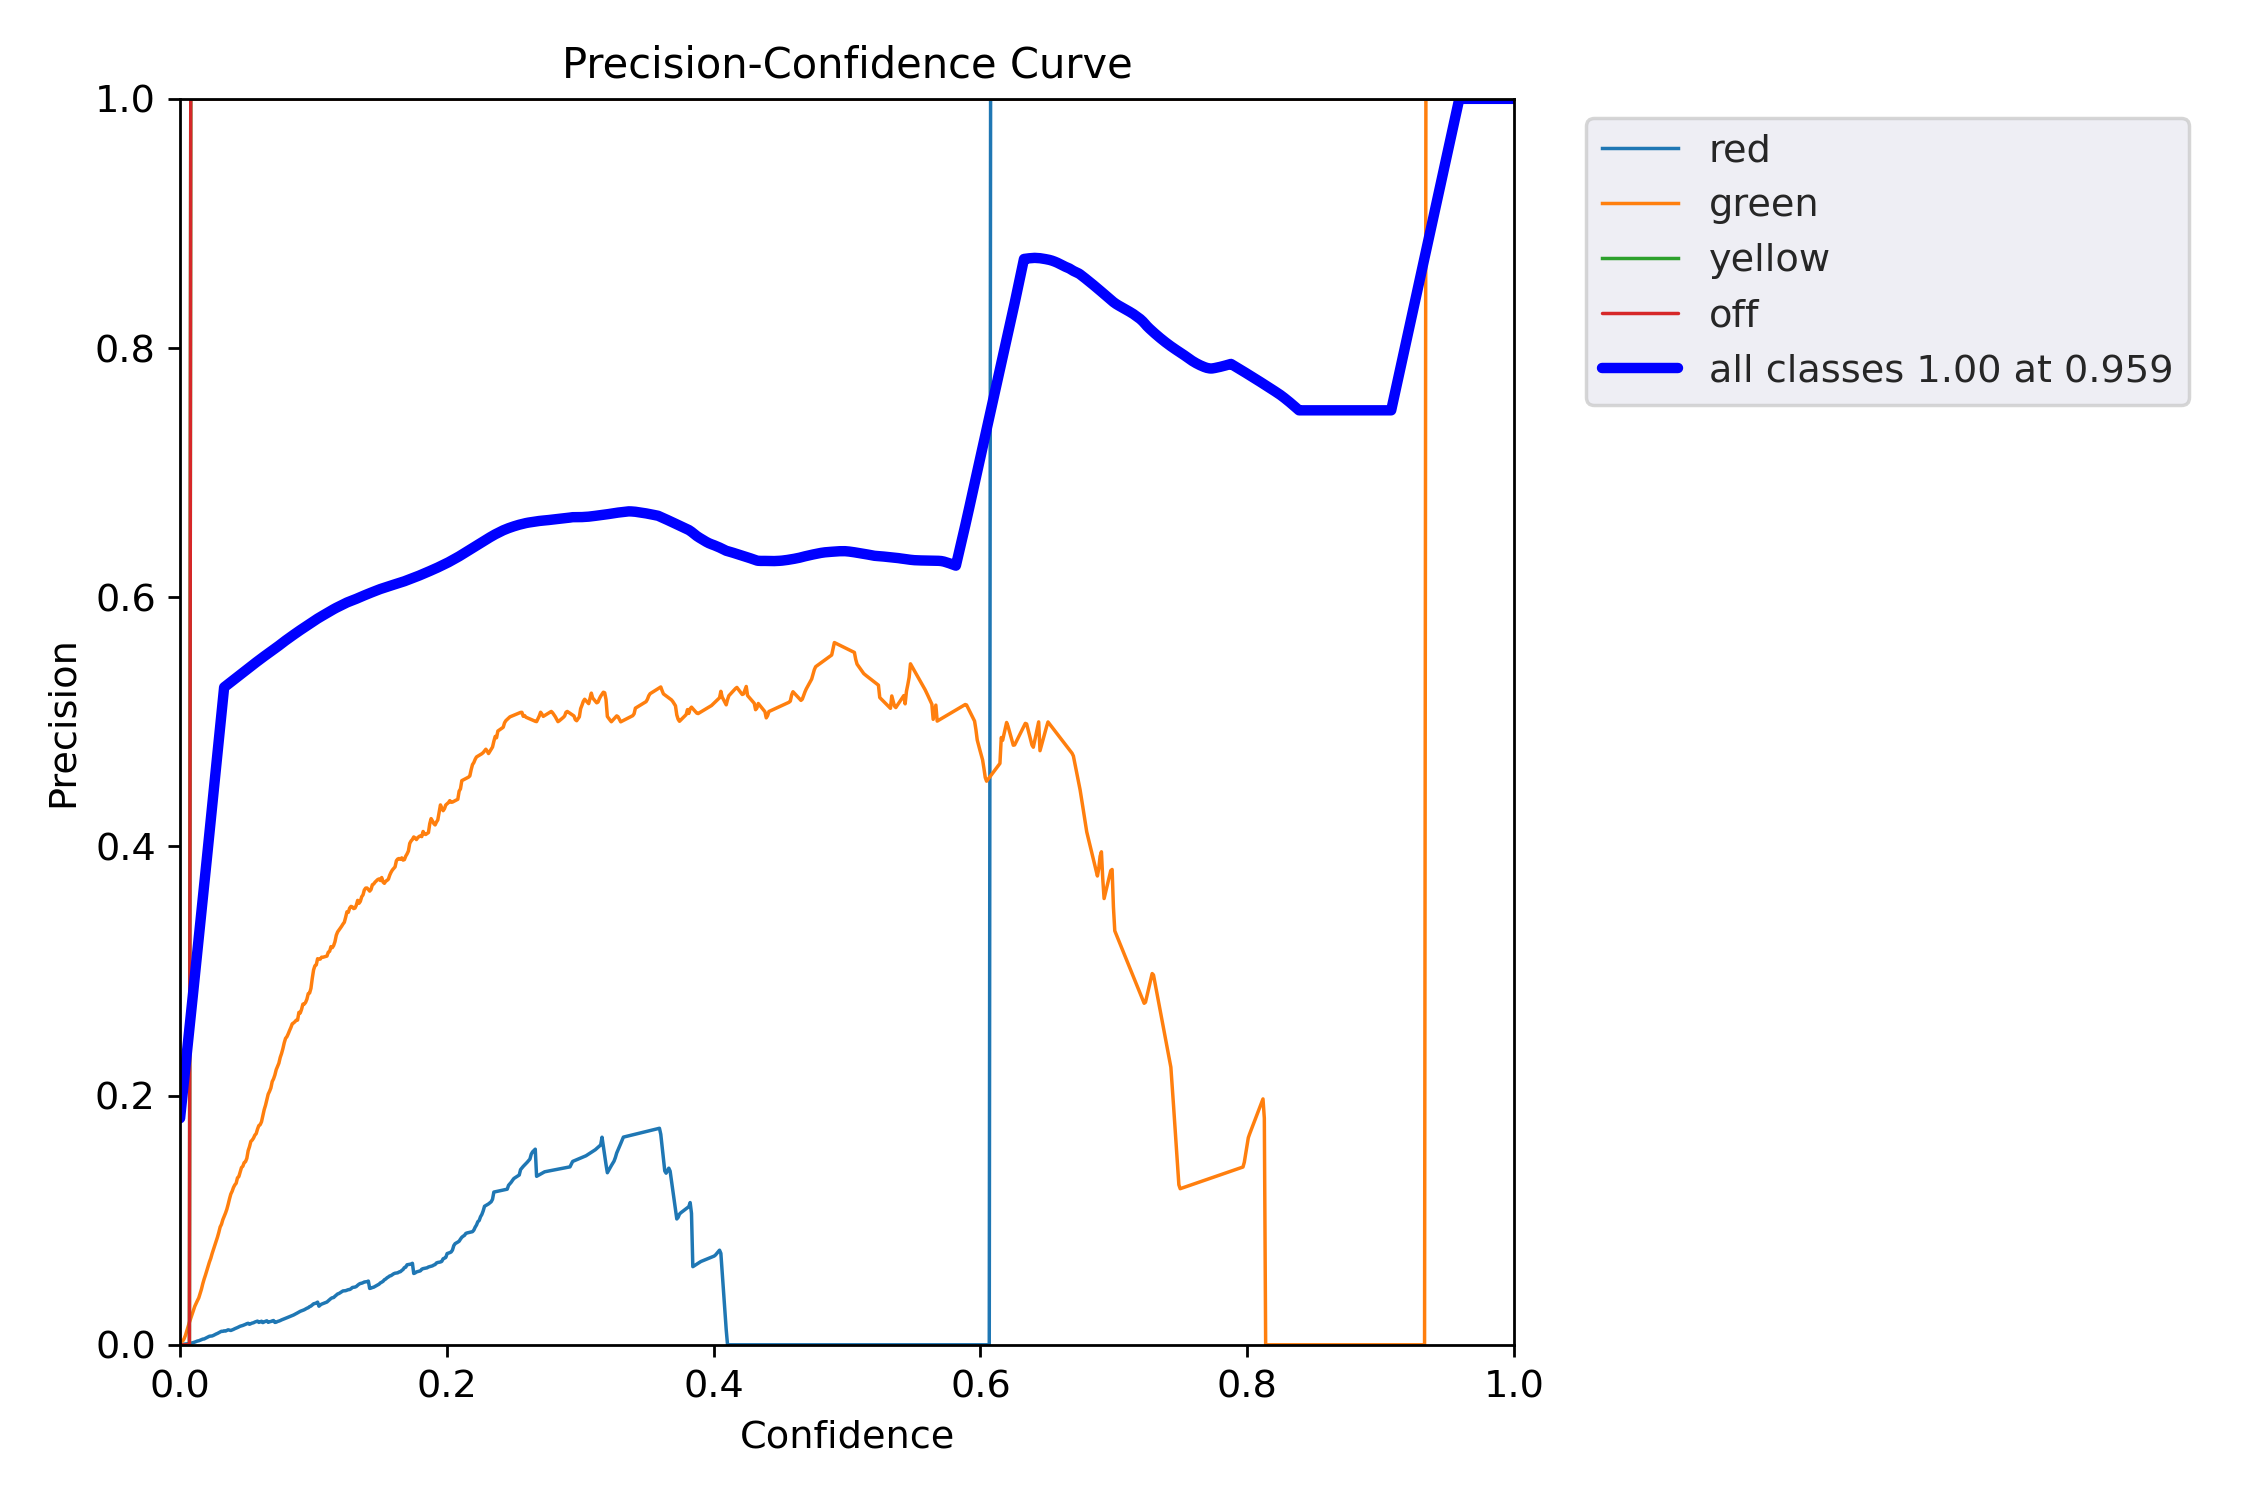 Precision-Confidence Curve
1.0
0.8
0.6
0.4
0.2
0.0
Precision
0.0 0.2 0.4 0.6 0.8 1.0
Confidence
red
green
yellow
off
all classes 1.00 at 0.959